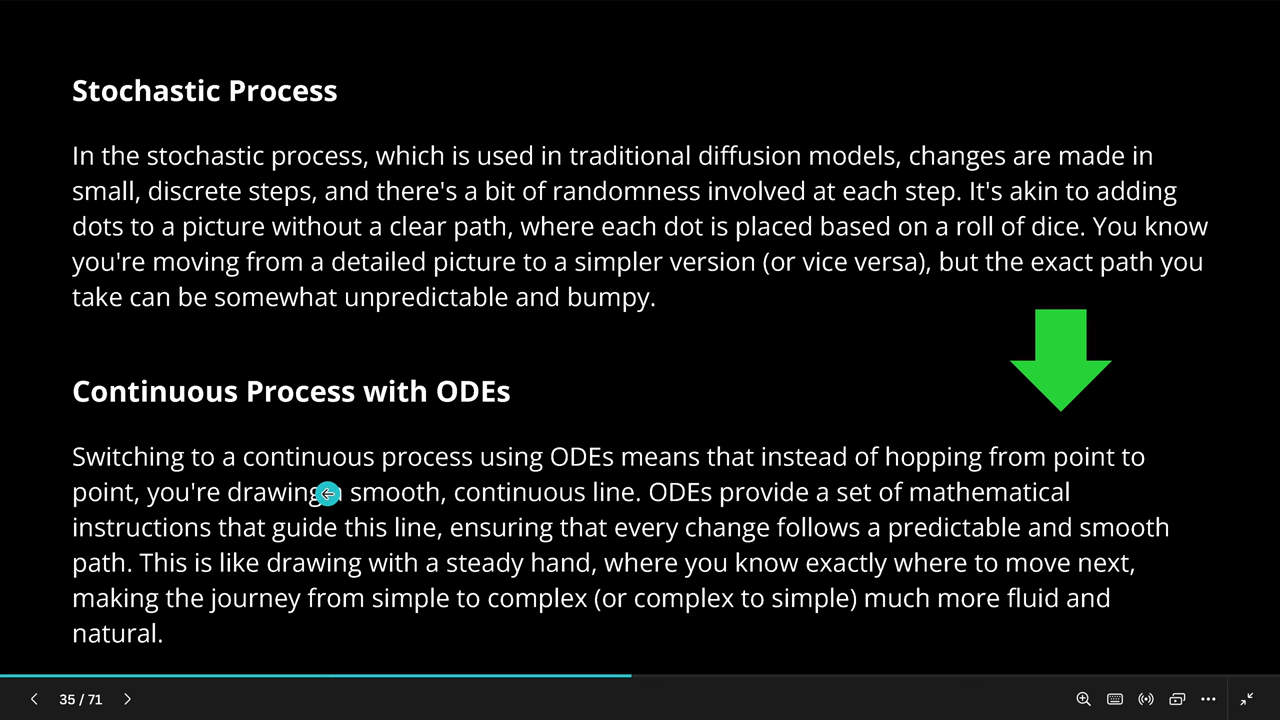 Stochastic Process
In the stochastic process, which is used in traditional diffusion models, changes are made in
small, discrete steps, and there's a bit of randomness involved at each step. It's akin to adding
dots to a picture without a clear path, where each dot is placed based on a roll of dice. You know
you're moving from a detailed picture to a simpler version (or vice versa), but the exact path you
take can be somewhat unpredictable and bumpy.
Continuous Process with ODEs
Switching to a continuous process using ODEs means that instead of hopping from point to
point, you're drawing smooth, continuous line. ODEs provide a set of mathematical
instructions that guide this line, ensuring that every change follows a predictable and smooth
path. This is like drawing with a steady hand, where you know exactly where to move next,
making the journey from simple to complex (or complex to simple) much more fluid and
natural.
35 / 71